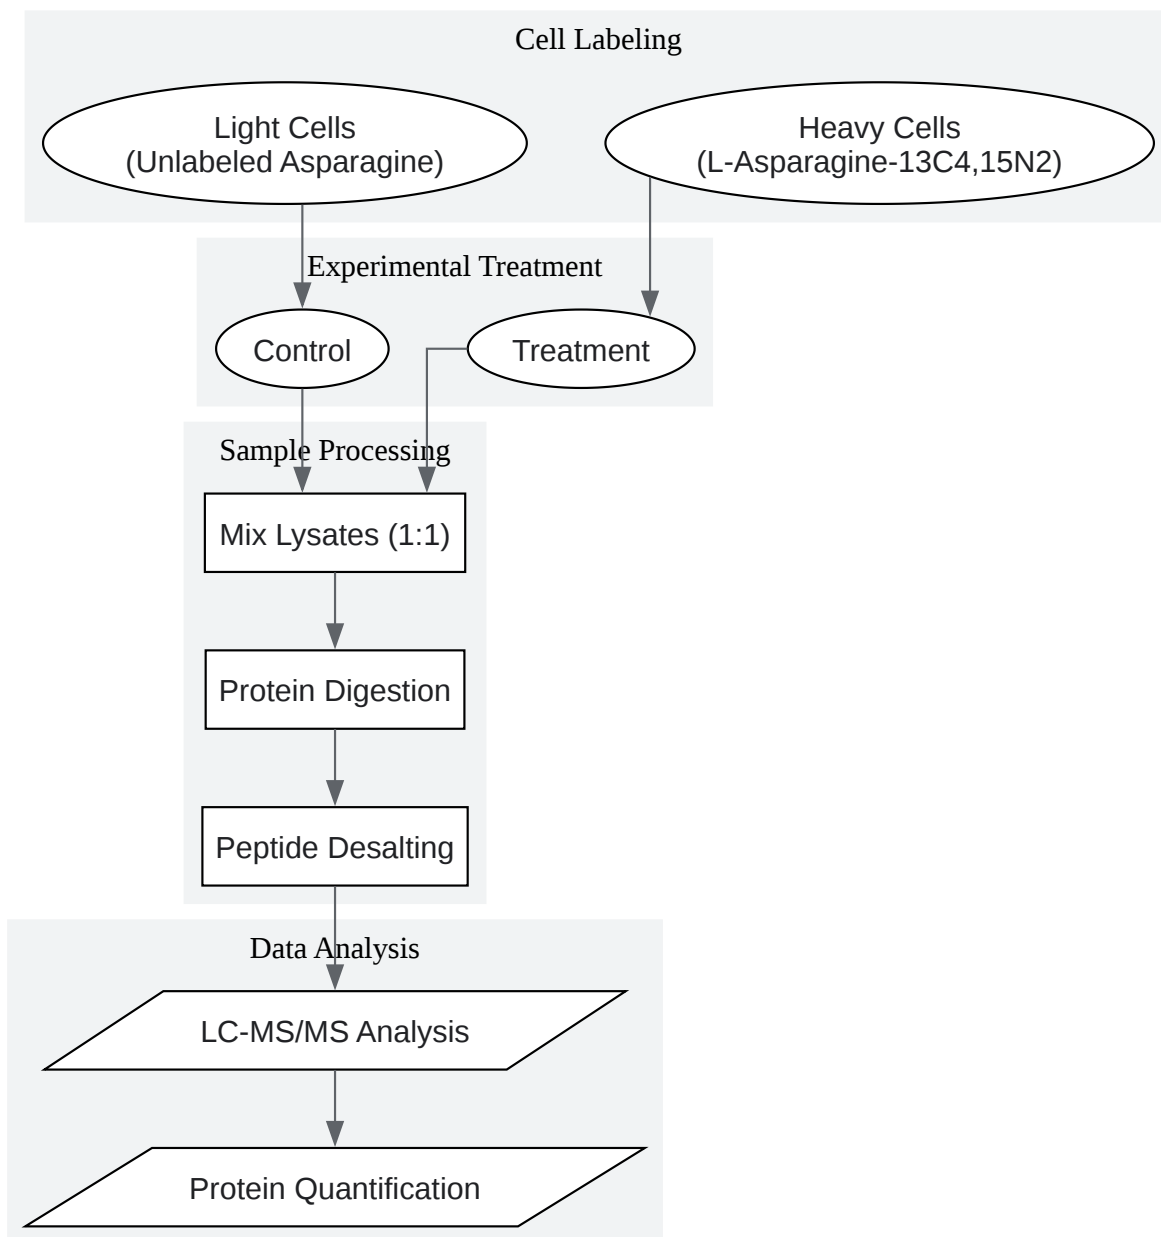 Cell Labeling
Light Cells
(Unlabeled Asparagine)
Heavy Cells
(L-Asparagine-13C4,15N2)
Experimental Treatment
Control
Treatment
Sample Processing
Mix Lysates (1:1)
Protein Digestion
Peptide Desalting
Data Analysis
LC-MS/MS Analysis
Protein Quantification